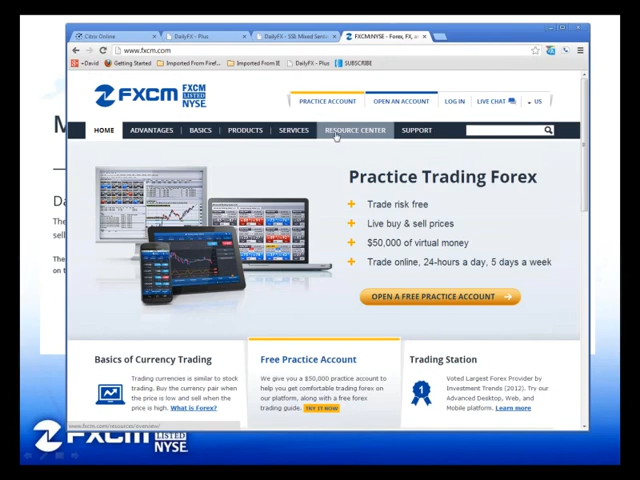 Citrix Online
DailyFX - Plus
DailyFX - SSI Mixed Senti
FXCM:NYSE - Forex, FX, a
www.fxcm.com
+David
Getting Started
Imported From Firef...
Imported From IE
DailyFX - Plus
SUBSCRIBE
FXCM
FXCM
LISTED
NYSE
PRACTICE ACCOUNT
OPEN AN ACCOUNT
LOG IN
LIVE CHAT
US
HOME
ADVANTAGES
BASICS
PRODUCTS
SERVICES
RESOURCE CENTER
SUPPORT
M
Da
The
sell
The
on t
Practice Trading Forex
Trade risk free
Live buy & sell prices
$50,000 of virtual money
Trade online, 24-hours a day, 5 days a week
OPEN A FREE PRACTICE ACCOUNT
Basics of Currency Trading
Trading currencies is similar to stock
trading. Buy the currency pair when
the price is low and sell when the
price is high. What is Forex?
Free Practice Account
We give you a $50,000 practice account to
help you get comfortable trading forex on
our platform, along with a free forex
trading guide. TRY IT NOW
Trading Station
1
Voted Largest Forex Provider by
Investment Trends (2012). Try our
Advanced Desktop, Web, and
Mobile platform. Learn more
www.fxcm.com/resources/overview/
FXCM
LISTED
NYSE